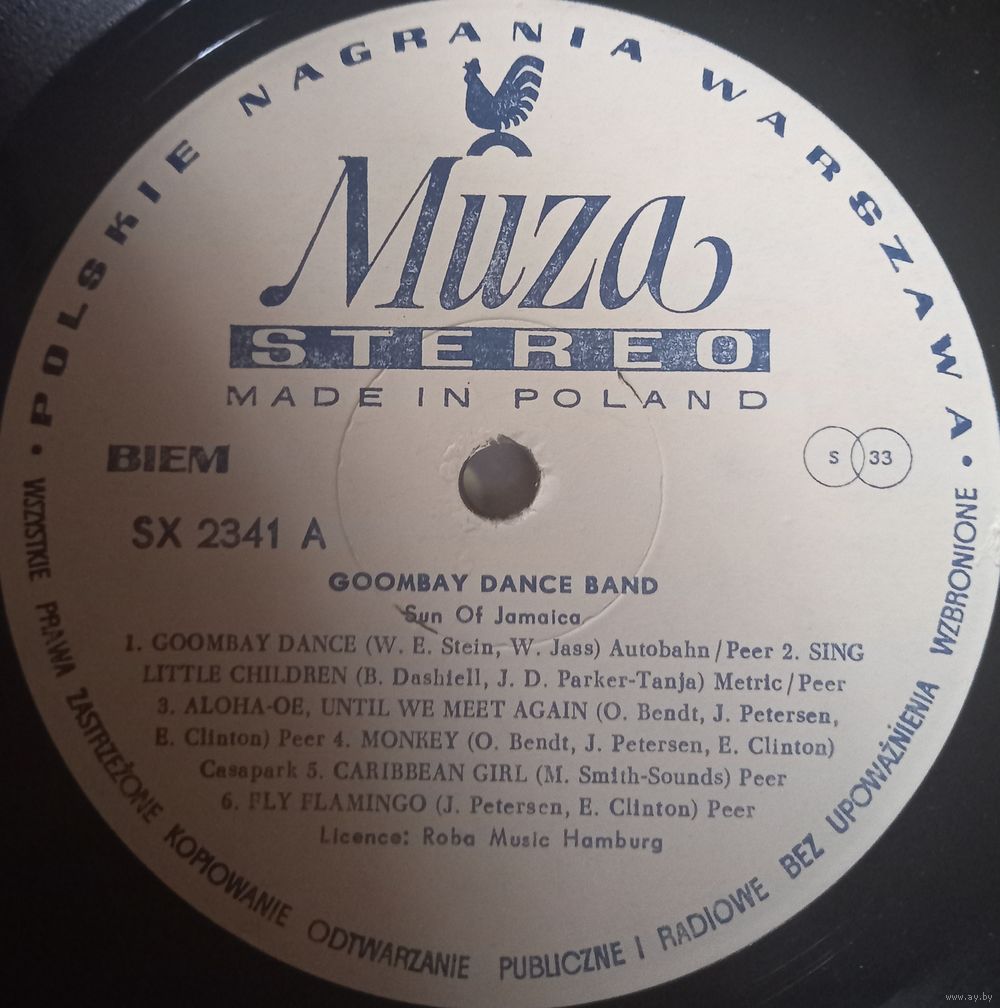 POLSKIE NAGRANIA WARSZAWA
Muza
STEREO
MADE IN POLAND
BIEM
S 33
SX 2341 A
GOOMBAY DANCE BAND
Sun Of Jamaica
1. GOOMBAY DANCE (W. E. Stein, W. Jass) Autobahn/Peer 2. SING
LITTLE CHILDREN (B. Dashiell, J. D. Parker-Tanja) Metric/Peer
3. ALOHA-OE, UNTIL WE MEET AGAIN (O. Bendt, J. Petersen,
E. Clinton) Peer 4. MONKEY (O. Bendt, J. Petersen, E. Clinton)
Casapark 5. CARIBBEAN GIRL (M. Smith-Sounds) Peer
6. FLY FLAMINGO (J. Petersen, E. Clinton) Peer
Licence: Roba Music Hamburg
• WSZYSTKIE PRAWA ZASTRZEŻONE KOPIOWANIE ODTWARZANIE PUBLICZNE I RADIOWE BEZ UPOWAŻNIENIA WZBRONIONE •
www.ay.by